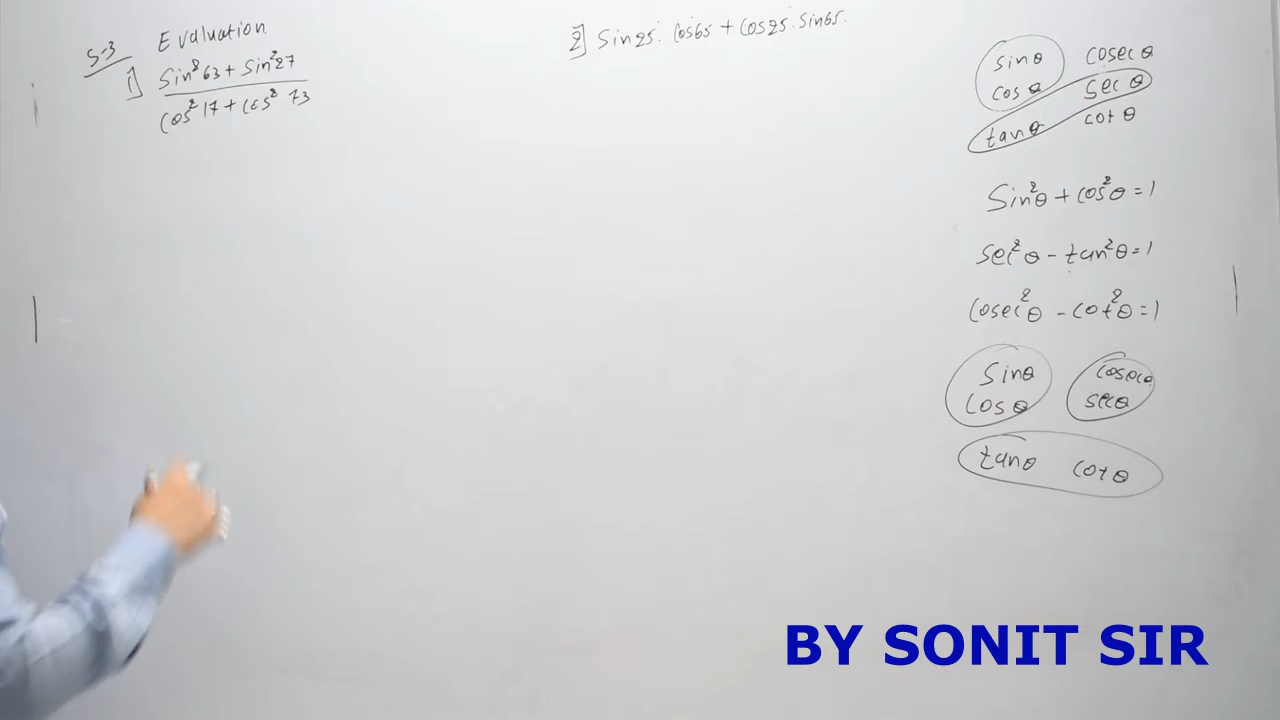 S-3 Evaluation
1] Sin²63 + Sin²27
cos²17 + cos²73
2] Sin25. Cos65 + Cos25. Sin65.
sinθ cosecθ
cosθ secθ
tanθ cotθ
Sin²θ + cos²θ = 1
sec²θ - tan²θ = 1
Cosec²θ - cot²θ = 1
Sinθ cosecθ
Cosθ secθ
tanθ cotθ
BY SONIT SIR